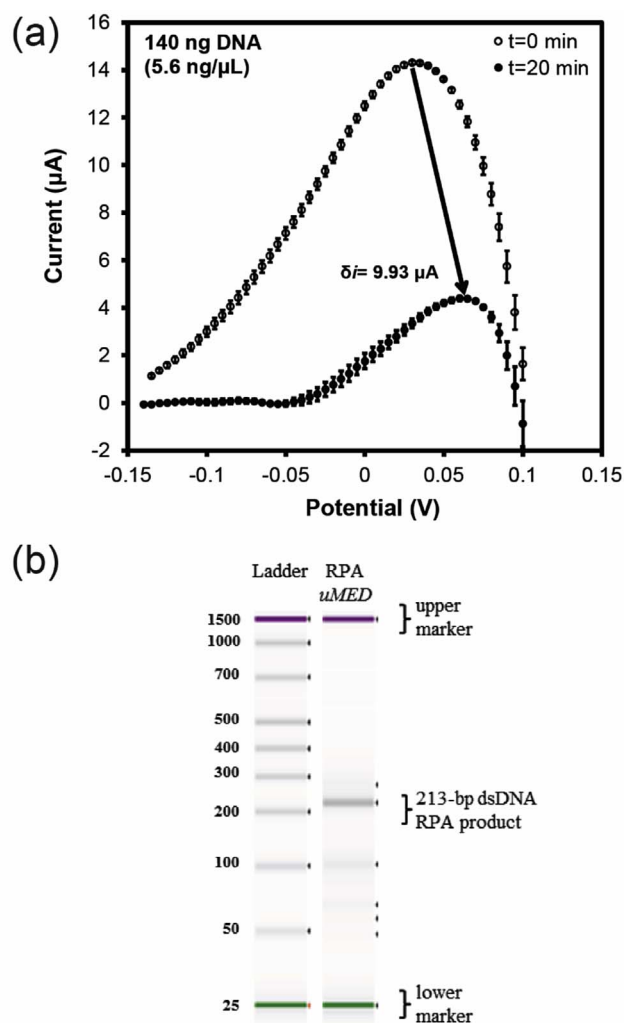 (a)
140 ng DNA
(5.6 ng/µL)
t=0 min
t=20 min
16
14
12
10
8
6
4
2
0
-2
Current (µA)
δi= 9.93 µA
-0.15
-0.1
-0.05
0
0.05
0.1
0.15
Potential (V)
(b)
Ladder
RPA
uMED
1500
1000
700
500
400
300
200
100
50
25
upper
marker
213-bp dsDNA
RPA product
lower
marker